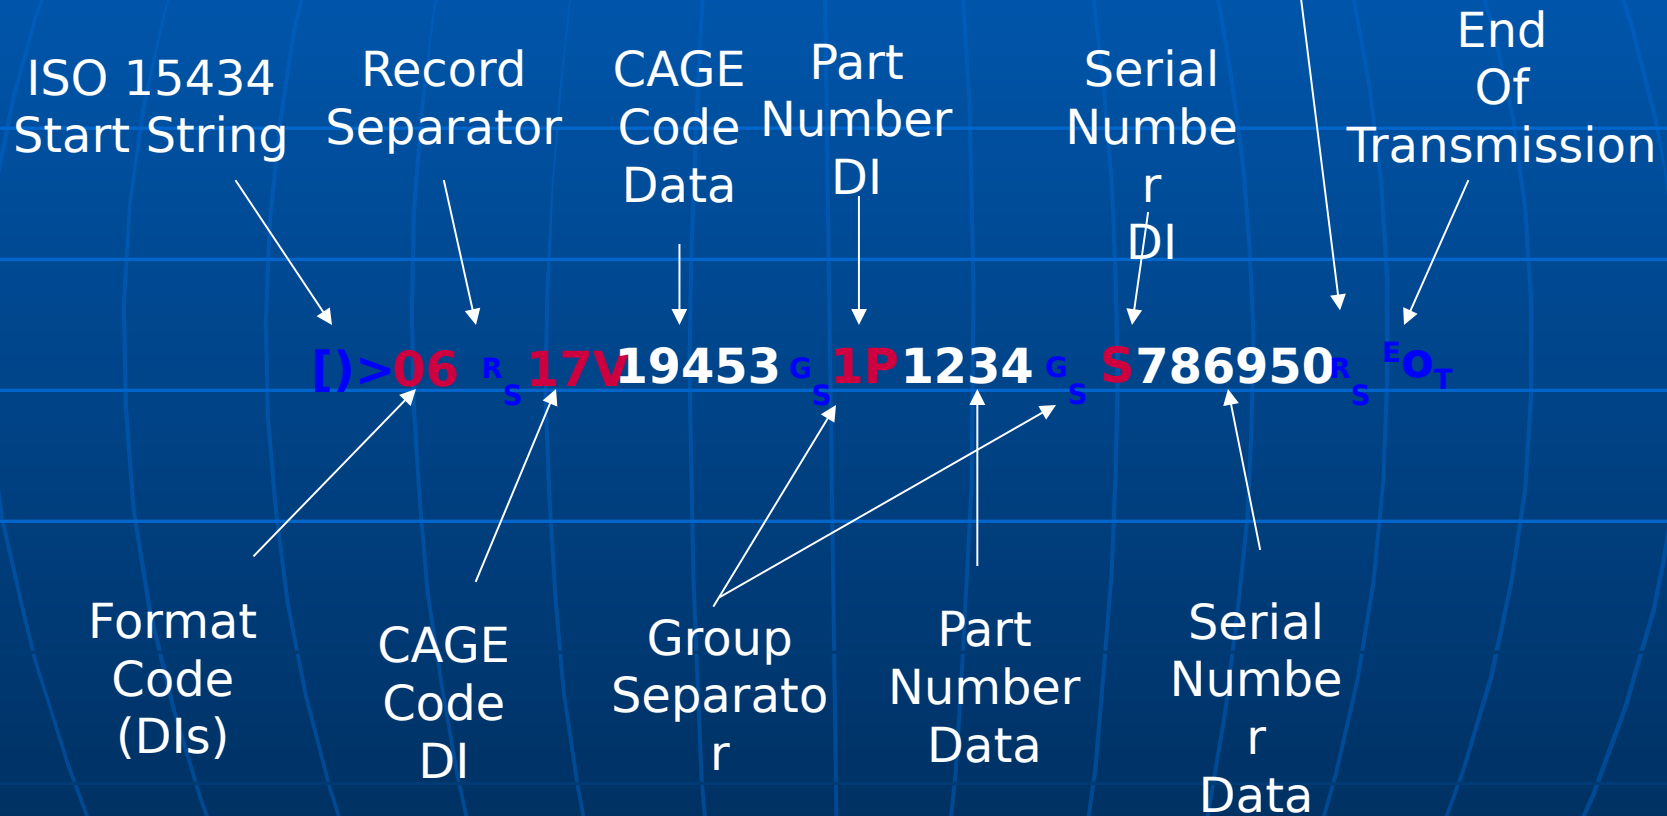 ISO 15434
Start String
Record
Separator
CAGE
Code
Data
Part
Number
DI
Serial
Numbe
r
DI
End
Of
Transmission
[)>06 RS 17V19453 GS 1P1234 GS S786950RS EOT
Format
Code
(DIs)
CAGE
Code
DI
Group
Separato
r
Part
Number
Data
Serial
Numbe
r
Data